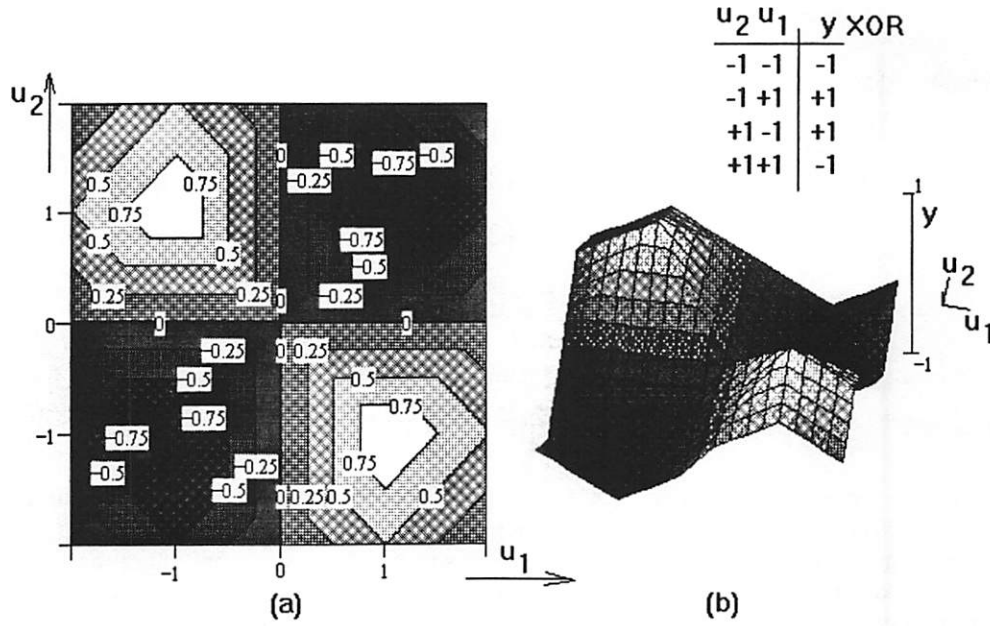 u2 u1 y XOR
-1 -1 -1
-1 +1 +1
+1 -1 +1
+1 +1 -1
u2
0 -0.5 -0.5
0.5 0.75 -0.75
-0.25
1 0.75
0.5 0.5 -0.75
-0.5
0.25 0.25 0 -0.25
0 0 0
-0.25 0 0.25
-0.5 0.5
-0.75 0.75
-1 -0.75
-0.5 -0.25 0.75
-0.5 0 0.25 0.5 0.5
-1 0 1
u1
(a)
1
y
u2
u1
-1
(b)